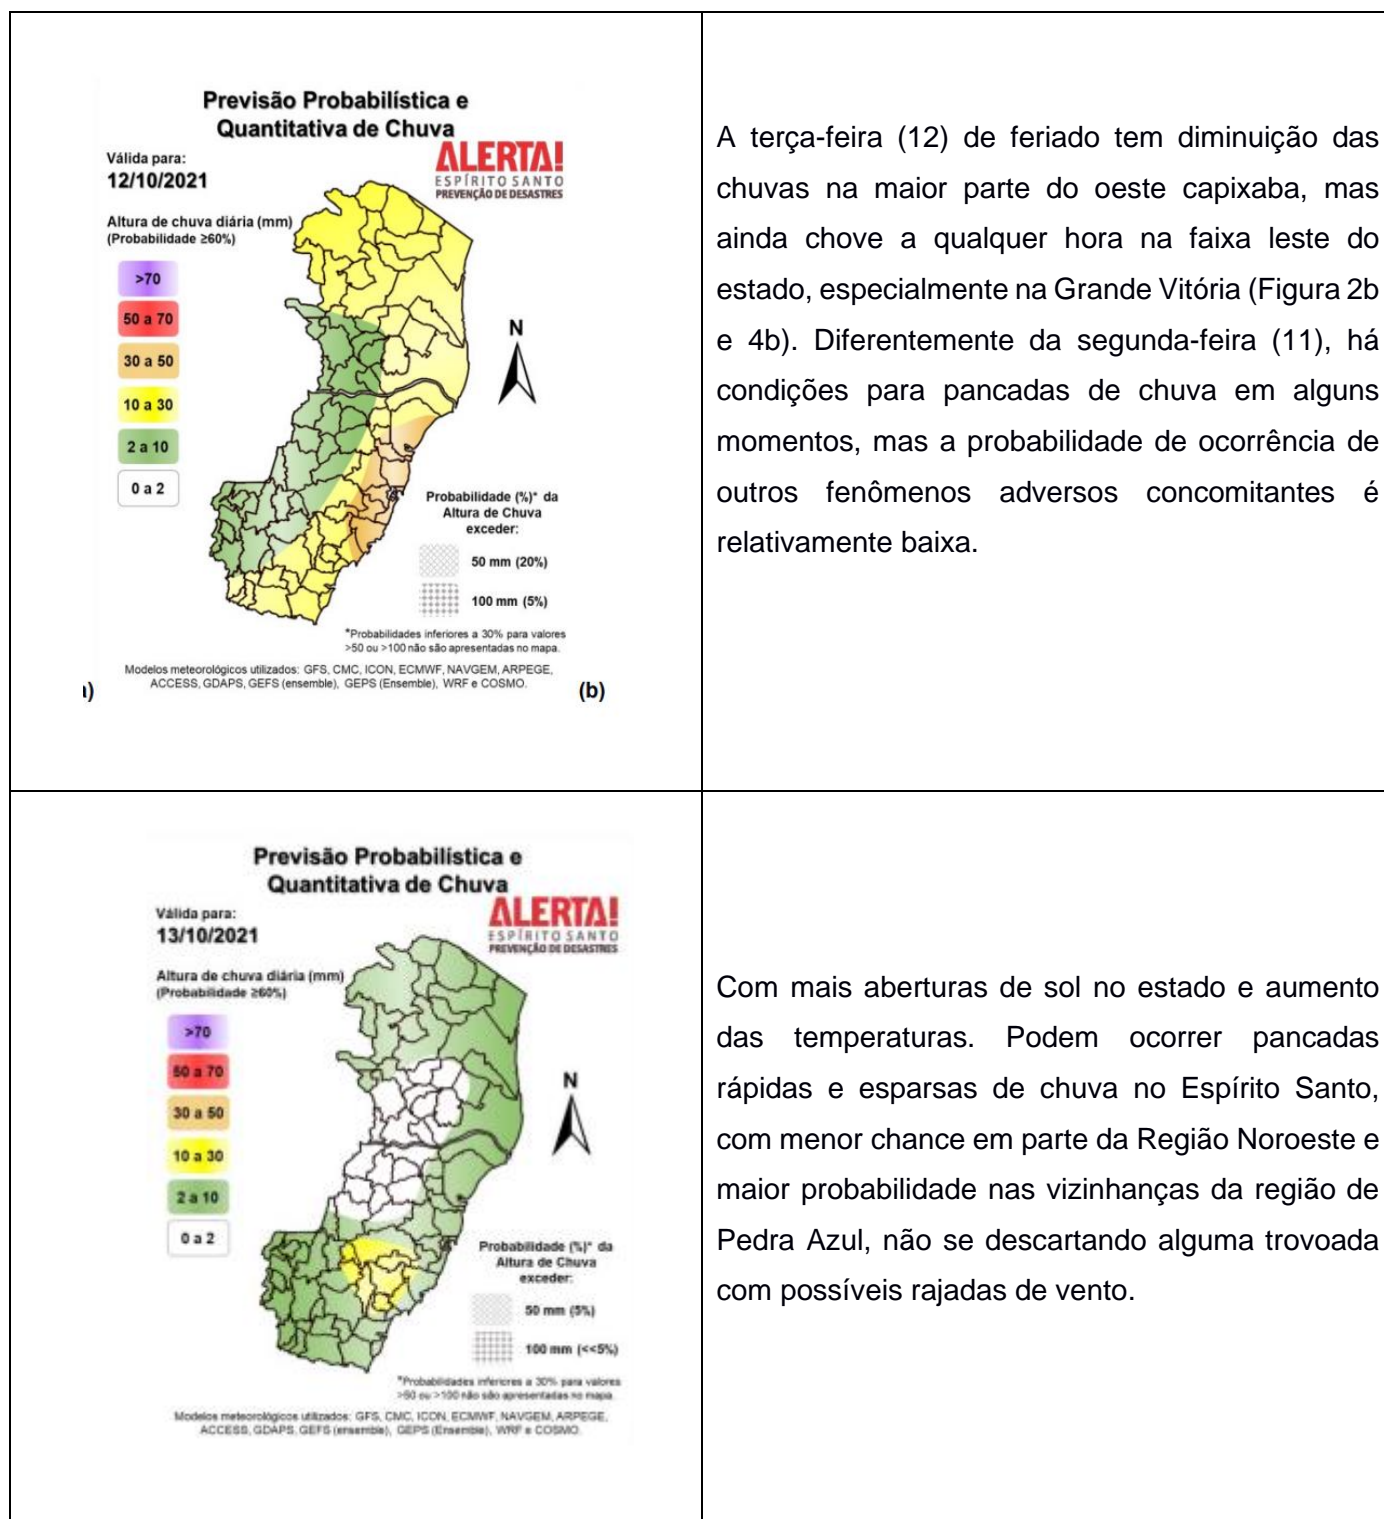 Previsão Probabilística e
Quantitativa de Chuva
ALERTA!
ESPÍRITO SANTO
PREVENÇÃO DE DESASTRES
Válida para:
12/10/2021
Altura de chuva diária (mm)
(Probabilidade ≥60%)
>70
50 a 70
30 a 50
10 a 30
2 a 10
0 a 2
N
Probabilidade (%)* da
Altura de Chuva
exceder:
50 mm (20%)
100 mm (5%)
*Probabilidades inferiores a 30% para valores
>50 ou >100 não são apresentadas no mapa.
Modelos meteorológicos utilizados: GFS, CMC, ICON, ECMWF, NAVGEM, ARPEGE,
ACCESS, GDAPS, GEFS (ensemble), GEPS (Ensemble), WRF e COSMO.
) (b)
A terça-feira (12) de feriado tem diminuição das
chuvas na maior parte do oeste capixaba, mas
ainda chove a qualquer hora na faixa leste do
estado, especialmente na Grande Vitória (Figura 2b
e 4b). Diferentemente da segunda-feira (11), há
condições para pancadas de chuva em alguns
momentos, mas a probabilidade de ocorrência de
outros fenômenos adversos concomitantes é
relativamente baixa.
Previsão Probabilística e
Quantitativa de Chuva
ALERTA!
ESPÍRITO SANTO
PREVENÇÃO DE DESASTRES
Válida para:
13/10/2021
Altura de chuva diária (mm)
(Probabilidade ≥60%)
>70
50 a 70
30 a 50
10 a 30
2 a 10
0 a 2
N
Probabilidade (%)* da
Altura de Chuva
exceder:
50 mm (5%)
100 mm (<<5%)
*Probabilidades inferiores a 30% para valores
>50 ou >100 não são apresentadas no mapa.
Modelos meteorológicos utilizados: GFS, CMC, ICON, ECMWF, NAVGEM, ARPEGE,
ACCESS, GDAPS, GEFS (ensemble), GEPS (Ensemble), WRF e COSMO.
Com mais aberturas de sol no estado e aumento
das temperaturas. Podem ocorrer pancadas
rápidas e esparsas de chuva no Espírito Santo,
com menor chance em parte da Região Noroeste e
maior probabilidade nas vizinhanças da região de
Pedra Azul, não se descartando alguma trovoada
com possíveis rajadas de vento.